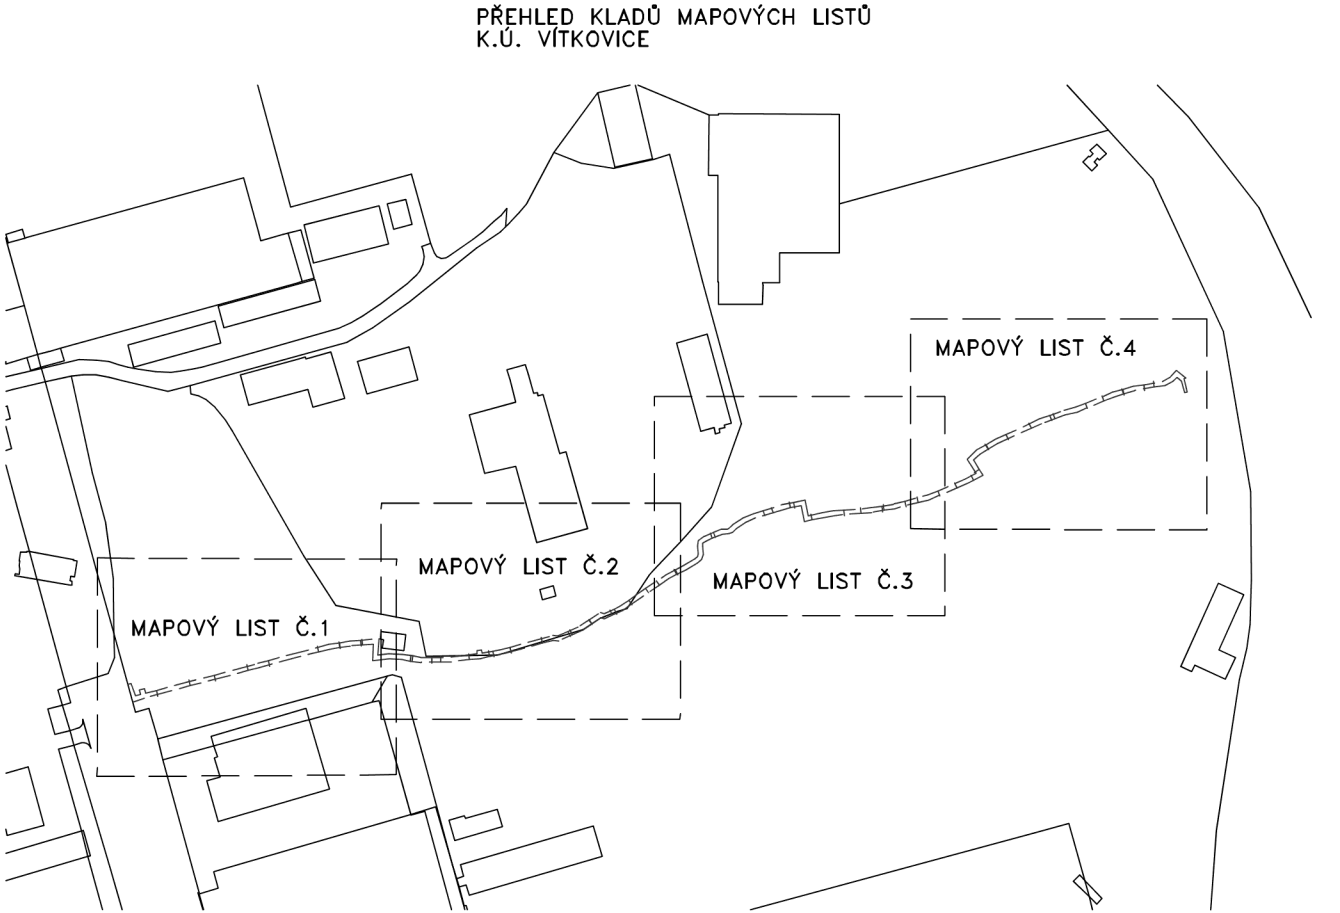 PŘEHLED KLADŮ MAPOVÝCH LISTŮ
K.Ú. VÍTKOVICE
MAPOVÝ LIST Č.4
MAPOVÝ LIST Č.2
MAPOVÝ LIST Č.3
MAPOVÝ LIST Č.1